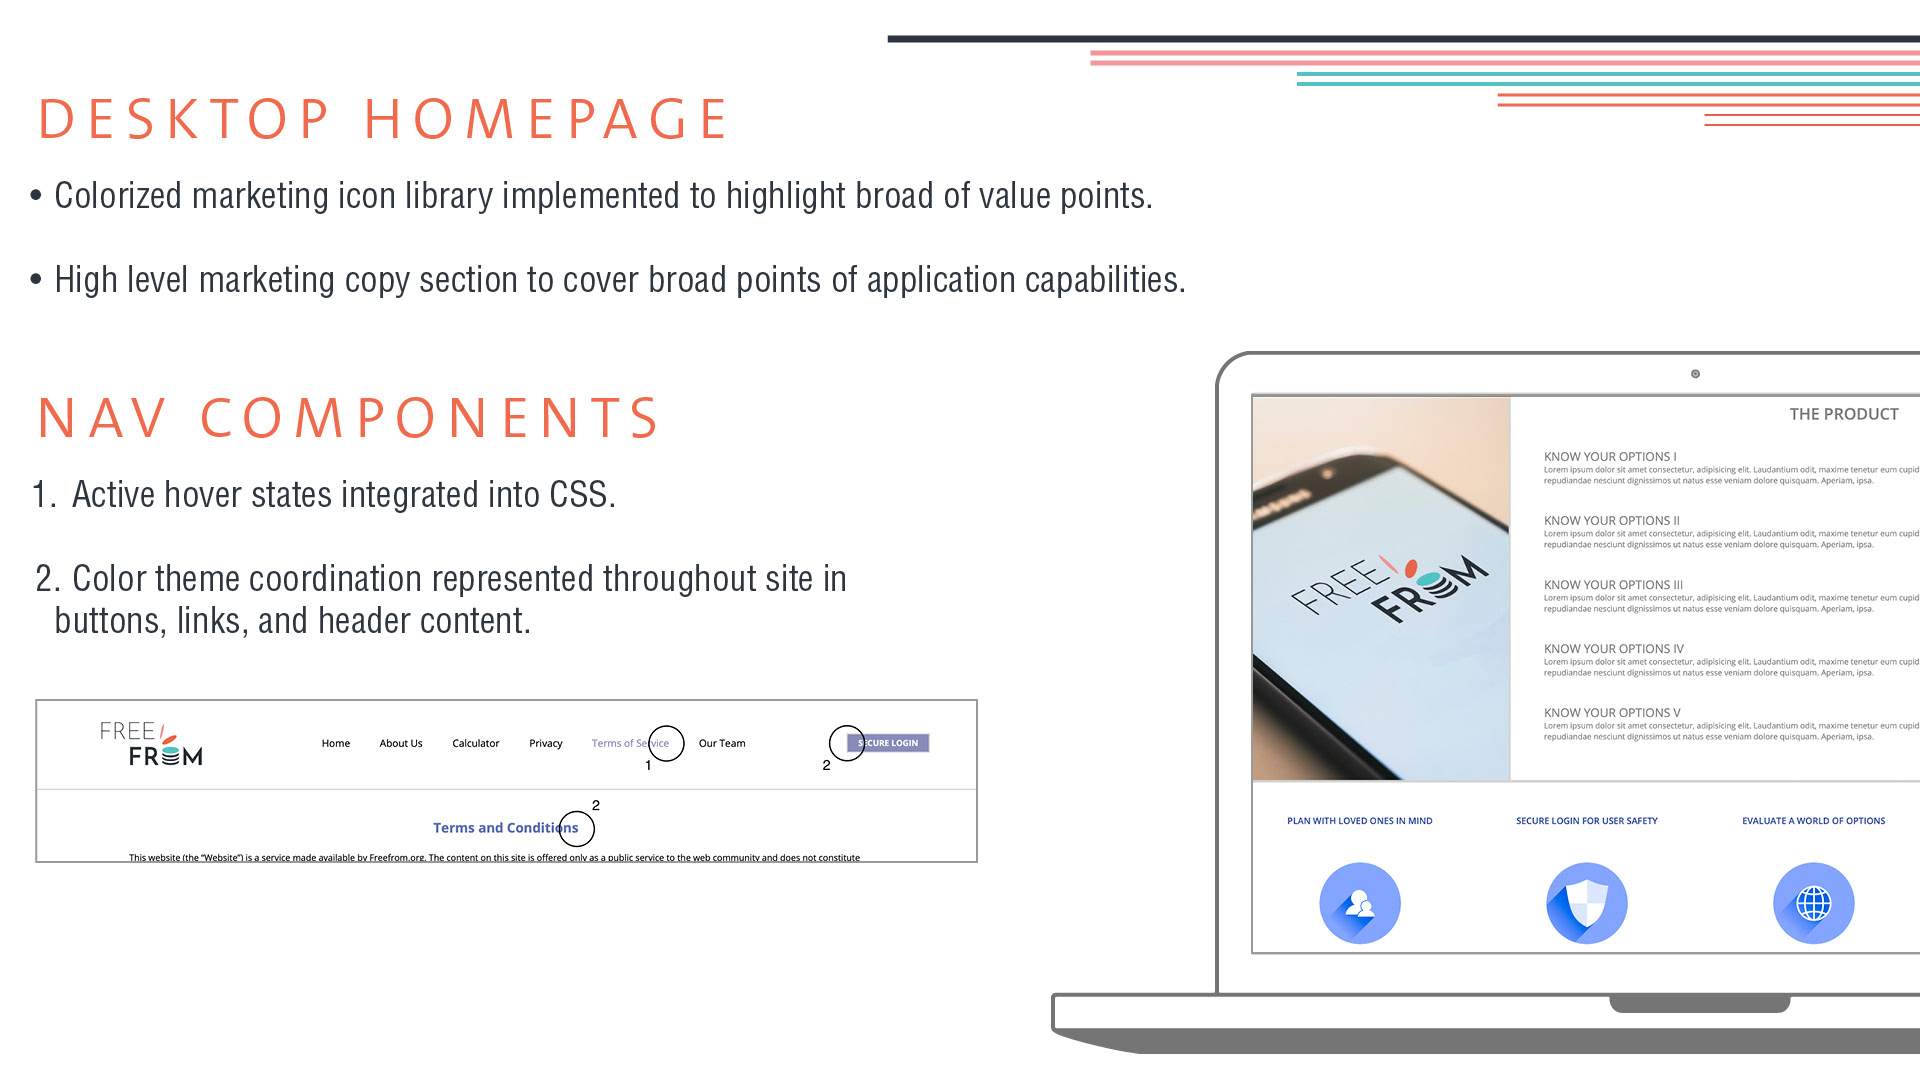 DESKTOP HOMEPAGE
• Colorized marketing icon library implemented to highlight broad of value points.
• High level marketing copy section to cover broad points of application capabilities.
NAV COMPONENTS
1. Active hover states integrated into CSS.
2. Color theme coordination represented throughout site in
buttons, links, and header content.
FREE
FROM
Home About Us Calculator Privacy Terms of Service Our Team SECURE LOGIN
1
2
2
Terms and Conditions
This website (the "Website") is a service made available by Freefrom.org. The content on this site is offered only as a public service to the web community and does not constitute
SAMSUNG
FREE
FROM
THE PRODUCT
KNOW YOUR OPTIONS I
Lorem ipsum dolor sit amet consectetur, adipisicing elit. Laudantium odit, maxime tenetur eum cupid
repudiandae nesciunt dignissimos ut natus esse veniam dolore quisquam. Aperiam, ipsa.
KNOW YOUR OPTIONS II
Lorem ipsum dolor sit amet consectetur, adipisicing elit. Laudantium odit, maxime tenetur eum cupid
repudiandae nesciunt dignissimos ut natus esse veniam dolore quisquam. Aperiam, ipsa.
KNOW YOUR OPTIONS III
Lorem ipsum dolor sit amet consectetur, adipisicing elit. Laudantium odit, maxime tenetur eum cupid
repudiandae nesciunt dignissimos ut natus esse veniam dolore quisquam. Aperiam, ipsa.
KNOW YOUR OPTIONS IV
Lorem ipsum dolor sit amet consectetur, adipisicing elit. Laudantium odit, maxime tenetur eum cupid
repudiandae nesciunt dignissimos ut natus esse veniam dolore quisquam. Aperiam, ipsa.
KNOW YOUR OPTIONS V
Lorem ipsum dolor sit amet consectetur, adipisicing elit. Laudantium odit, maxime tenetur eum cupid
repudiandae nesciunt dignissimos ut natus esse veniam dolore quisquam. Aperiam, ipsa.
PLAN WITH LOVED ONES IN MIND SECURE LOGIN FOR USER SAFETY EVALUATE A WORLD OF OPTIONS